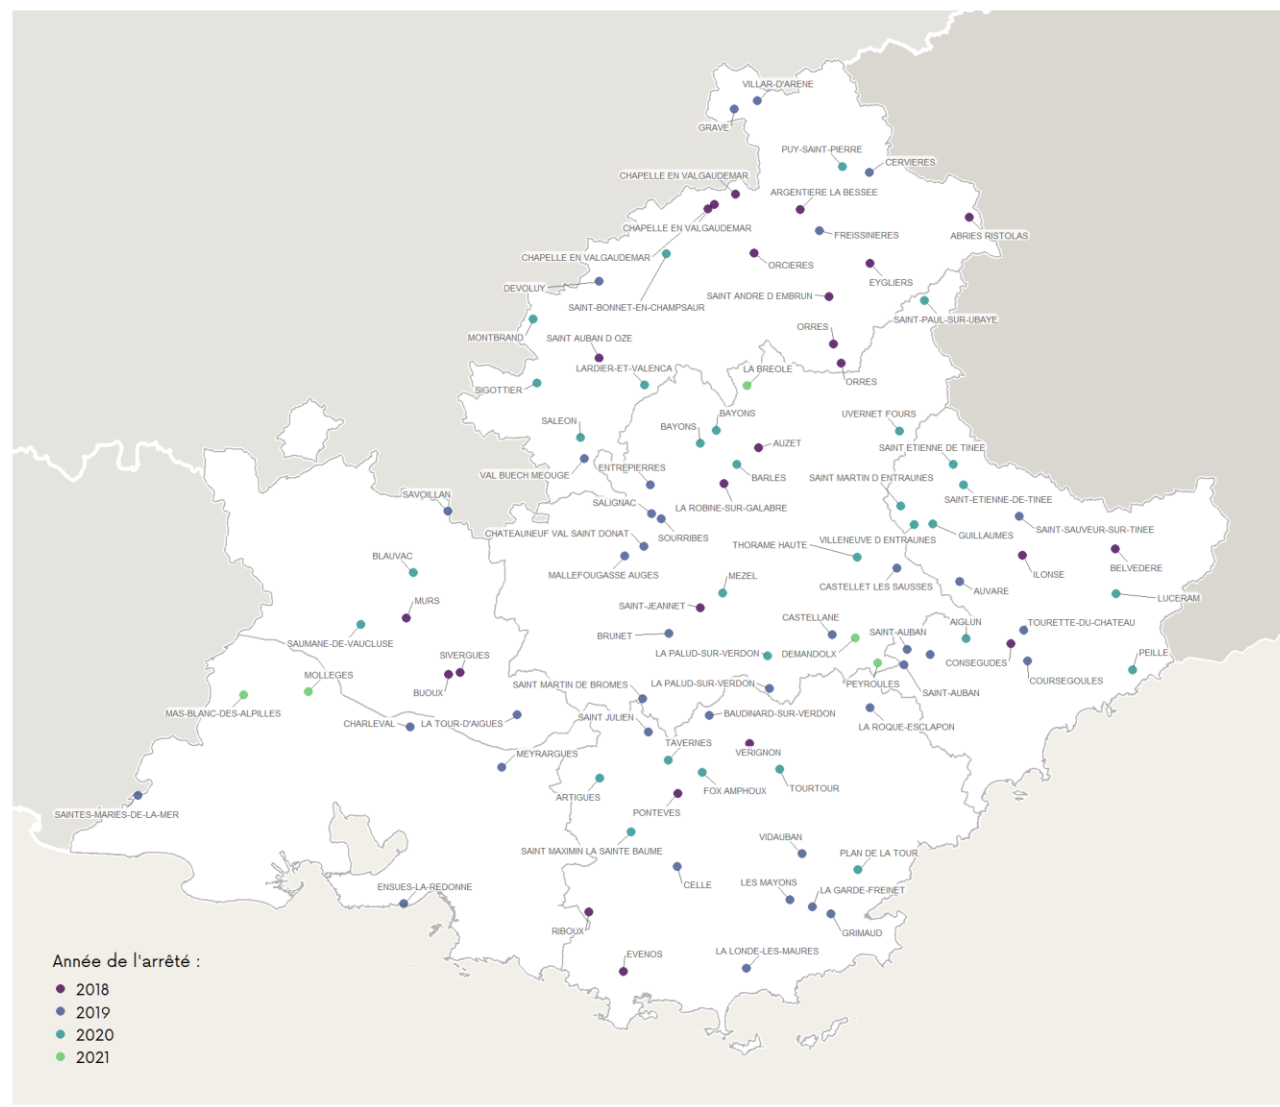 VILLAR-D'ARENE
GRAVE
PUY-SAINT-PIERRE
CERVIERES
CHAPELLE EN VALGAUDEMAR
ARGENTIERE LA BESSEE
CHAPELLE EN VALGAUDEMAR
FREISSINIERES
ABRIES RISTOLAS
CHAPELLE EN VALGAUDEMAR
ORCIERES
EYGLIERS
DEVOLUY
SAINT ANDRE D EMBRUN
SAINT-BONNET-EN-CHAMPSAUR
SAINT-PAUL-SUR-UBAYE
ORRES
MONTBRAND
SAINT AUBAN D OZE
LARDIER-ET-VALENCA
LA BREOLE
ORRES
SIGOTTIER
BAYONS
UVERNET FOURS
SALEON
BAYONS
AUZET
SAINT ETIENNE DE TINEE
VAL BUECH MEOUGE
ENTREPIERRES
BARLES
SAINT MARTIN D ENTRAUNES
SAVOILLAN
SALIGNAC
LA ROBINE-SUR-GALABRE
SAINT-ETIENNE-DE-TINEE
CHATEAUNEUF VAL SAINT DONAT
SOURRIBES
SAINT-SAUVEUR-SUR-TINEE
THORAME HAUTE
VILLENEUVE D ENTRAUNES
GUILLAUMES
BLAUVAC
MALLEFOUGASSE AUGES
MEZEL
CASTELLET LES SAUSSES
ILONSE
BELVEDERE
AUVARE
LUCERAM
MURS
SAINT-JEANNET
CASTELLANE
AIGLUN
TOURETTE-DU-CHATEAU
SAUMANE-DE-VAUCLUSE
BRUNET
SAINT-AUBAN
SIVERGUES
LA PALUD-SUR-VERDON
DEMANDOLX
CONSEGUDES
PEILLE
MOLLEGES
BUOUX
SAINT MARTIN DE BROMES
LA PALUD-SUR-VERDON
PEYROULES
SAINT-AUBAN
COURSEGOULES
MAS-BLANC-DES-ALPILLES
CHARLEVAL
LA TOUR-D'AIGUES
SAINT JULIEN
BAUDINARD-SUR-VERDON
LA ROQUE-ESCLAPON
MEYRARGUES
TAVERNES
VERIGNON
ARTIGUES
FOX AMPHOUX
TOURTOUR
SAINTES-MARIES-DE-LA-MER
PONTEVES
SAINT MAXIMIN LA SAINTE BAUME
VIDAUBAN
PLAN DE LA TOUR
ENSUES-LA-REDONNE
CELLE
LES MAYONS
LA GARDE-FREINET
RIBOUX
GRIMAUD
EVENOS
LA LONDE-LES-MAURES
Année de l'arrêté :
2018
2019
2020
2021